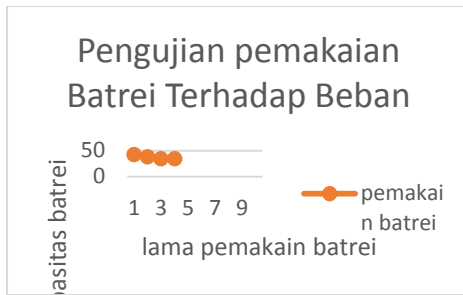 Pengujian pemakaian
Batrei Terhadap Beban
50
0
1 3 5 7 9
lama pemakain batrei
pasitas batrei
pemakai
n batrei